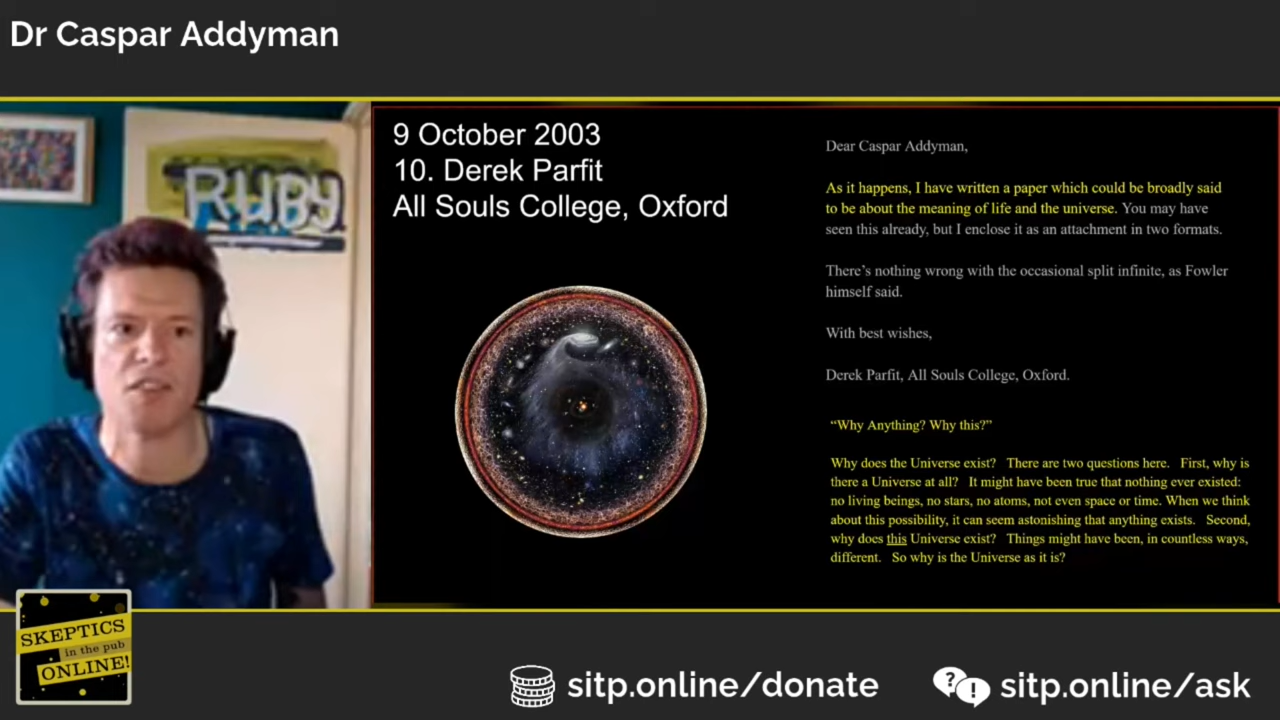 Dr Caspar Addyman
RUBY
9 October 2003
10. Derek Parfit
All Souls College, Oxford
Dear Caspar Addyman,
As it happens, I have written a paper which could be broadly said
to be about the meaning of life and the universe. You may have
seen this already, but I enclose it as an attachment in two formats.
There's nothing wrong with the occasional split infinite, as Fowler
himself said.
With best wishes,
Derek Parfit, All Souls College, Oxford.
“Why Anything? Why this?”
Why does the Universe exist? There are two questions here. First, why is
there a Universe at all? It might have been true that nothing ever existed:
no living beings, no stars, no atoms, not even space or time. When we think
about this possibility, it can seem astonishing that anything exists. Second,
why does this Universe exist? Things might have been, in countless ways,
different. So why is the Universe as it is?
SKEPTICS
in the pub
ONLINE!
sitp.online/donate
? !
sitp.online/ask